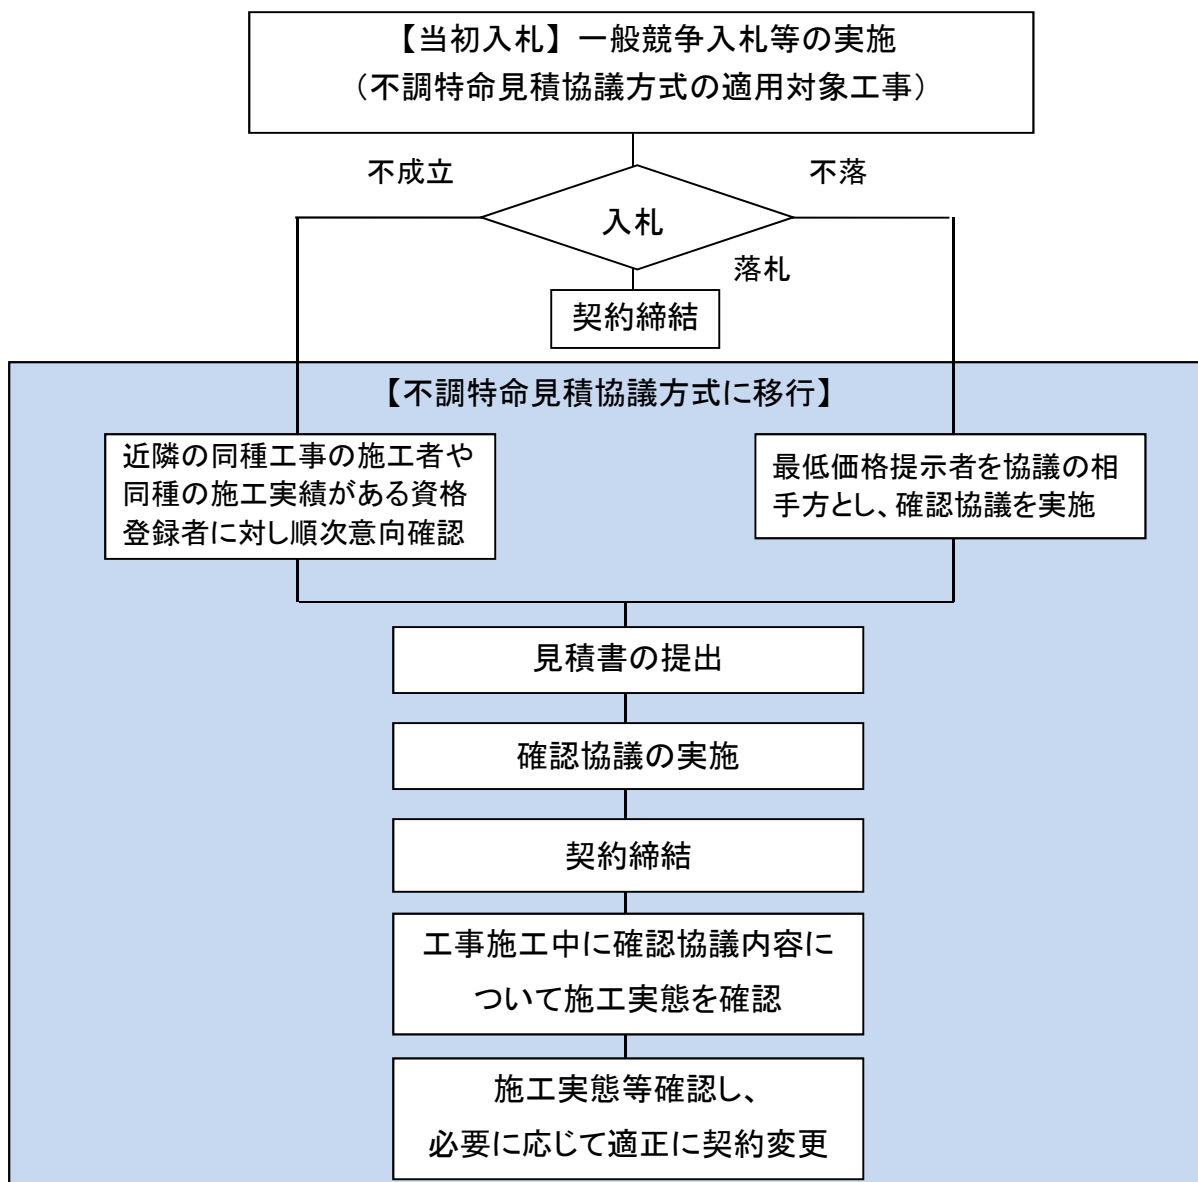 【当初入札】一般競争入札等の実施
（不調特命見積協議方式の適用対象工事）
不成立
不落
入札
落札
契約締結
【不調特命見積協議方式に移行】
近隣の同種工事の施工者や
同種の施工実績がある資格
登録者に対し順次意向確認
最低価格提示者を協議の相
手方とし、確認協議を実施
見積書の提出
確認協議の実施
契約締結
工事施工中に確認協議内容に
ついて施工実態を確認
施工実態等確認し、
必要に応じて適正に契約変更